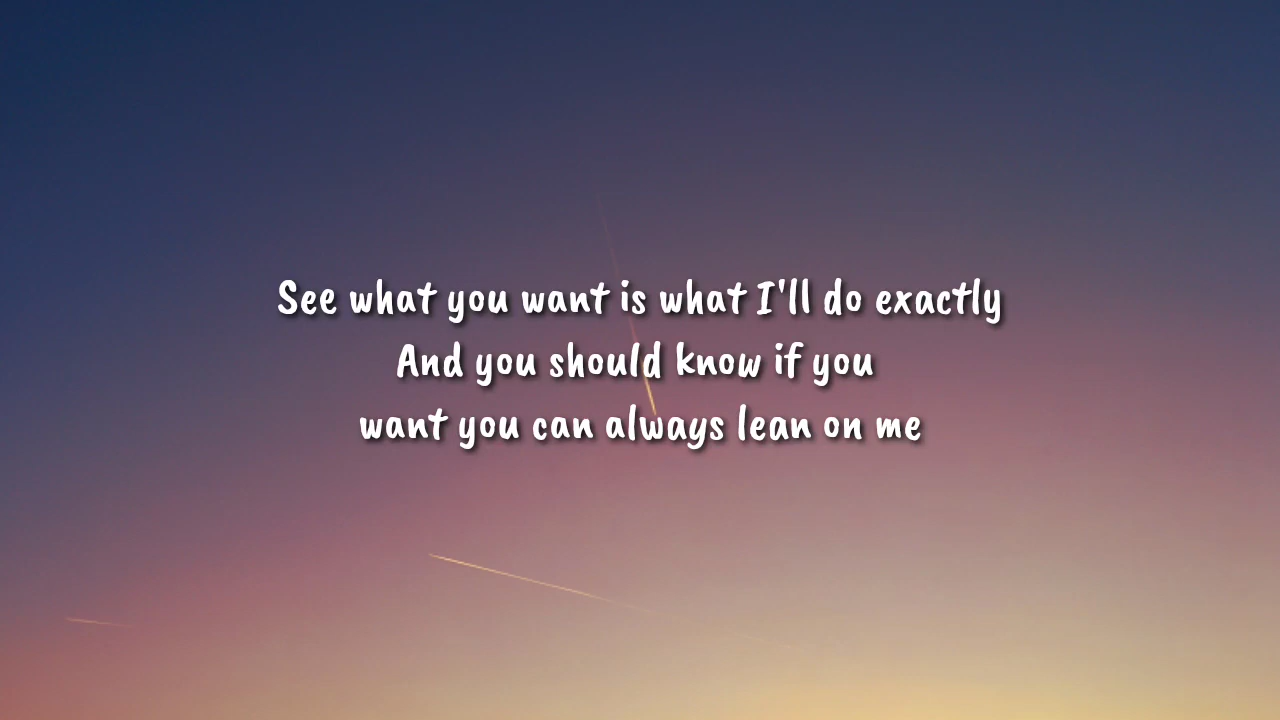 See what you want is what I'll do exactly
And you should know if you
want you can always lean on me